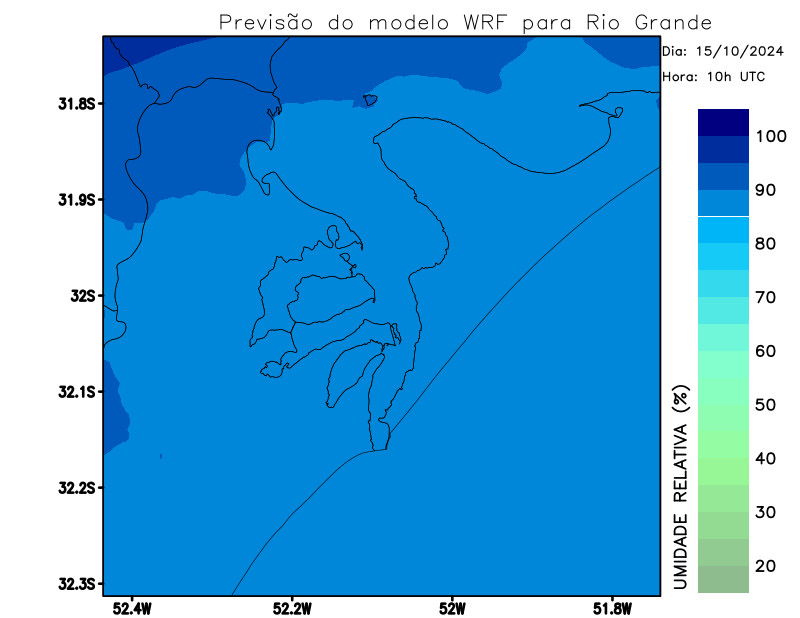 Previsão do modelo WRF para Rio Grande
Dia: 15/10/2024
Hora: 10h UTC
31.8S
31.9S
32S
32.1S
32.2S
32.3S
52.4W
52.2W
52W
51.8W
100
90
80
70
60
50
40
30
20
UMIDADE RELATIVA (%)